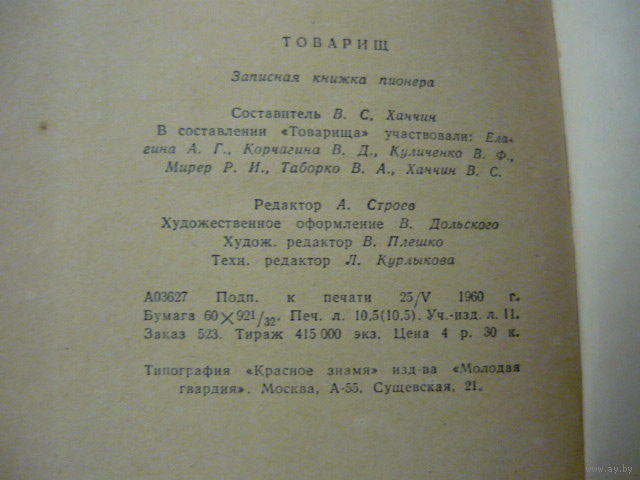 ТОВАРИЩ
Записная книжка пионера
Составитель В. С. Ханчин
В составлении «Товарища» участвовали: Ела-
гина А. Г., Корчагина В. Д., Куличенко В. Ф.,
Мирер Р. И., Таборко В. А., Ханчин В. С.
Редактор А. Строев
Художественное оформление В. Дольского
Худож. редактор В. Плешко
Техн. редактор Л. Курлыкова
А03627 Подп. к печати 25/V 1960 г.
Бумага 60×921/32. Печ. л. 10,5(10,5). Уч.-изд. л. 11.
Заказ 523. Тираж 415 000 экз. Цена 4 р. 30 к.
Типография «Красное знамя» изд-ва «Молодая
гвардия». Москва, А-55, Сущевская, 21.
www.ay.by